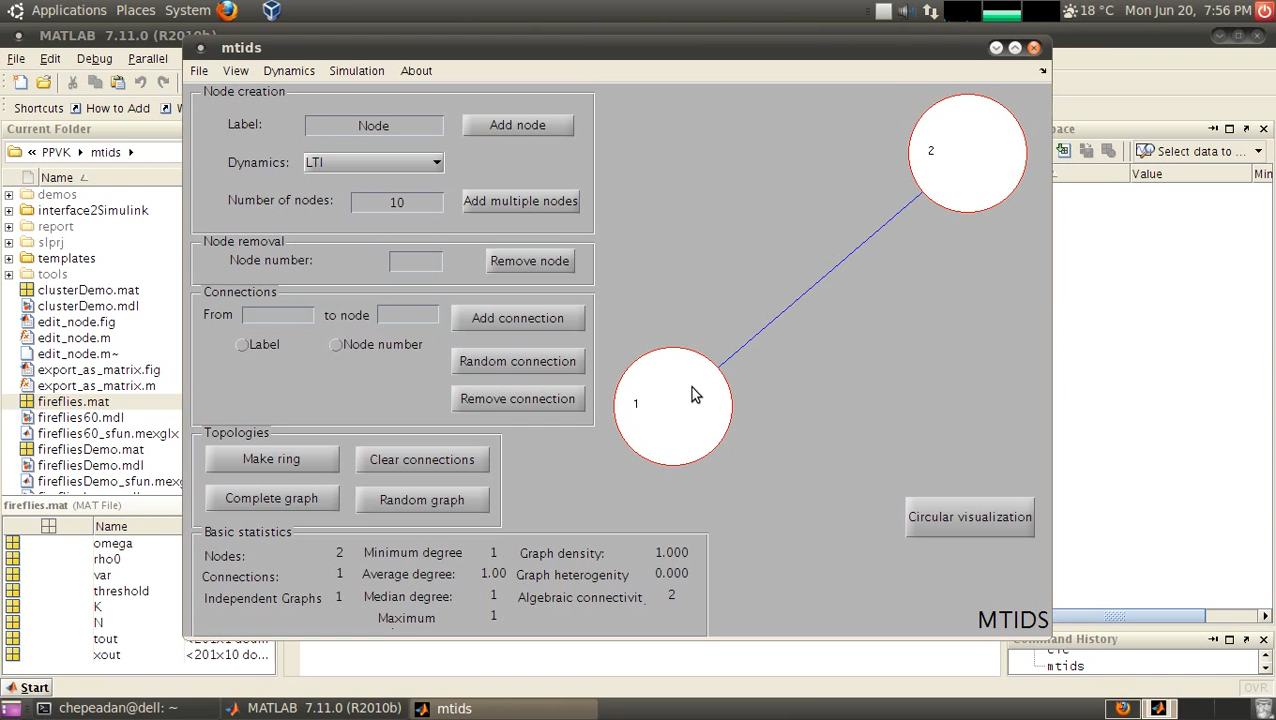 Applications Places System 18 °C Mon Jun 20, 7:56 PM
MATLAB 7.11.0 (R2010b)
File Edit Debug Parallel
Shortcuts How to Add
Current Folder
PPVK mtids
Name
demos
interface2Simulink
report
slprj
templates
tools
clusterDemo.mat
clusterDemo.mdl
edit_node.fig
edit_node.m
edit_node.m~
export_as_matrix.fig
export_as_matrix.m
fireflies.mat
fireflies60.mdl
fireflies60_sfun.mexglx
firefliesDemo.mat
firefliesDemo.mdl
firefliesDemo_sfun.mexg
fireflies.mat (MAT File)
Name
omega
rho0
var
threshold
K
N
tout <201x1 dou...
xout <201x10 do...
mtids
File View Dynamics Simulation About
Node creation
Label: Node Add node
Dynamics: LTI
Number of nodes: 10 Add multiple nodes
Node removal
Node number: Remove node
Connections
From to node Add connection
Label Node number
Random connection
Remove connection
Topologies
Make ring Clear connections
Complete graph Random graph
Basic statistics
Nodes: 2 Minimum degree 1 Graph density: 1.000
Connections: 1 Average degree: 1.00 Graph heterogenity 0.000
Independent Graphs 1 Median degree: 1 Algebraic connectivit 2
Maximum 1
2
1
Circular visualization
MTIDS
pace
Select data to ...
Value Min
Command History
clc
mtids
Start OVR
chepeadan@dell: ~ MATLAB 7.11.0 (R2010b) mtids